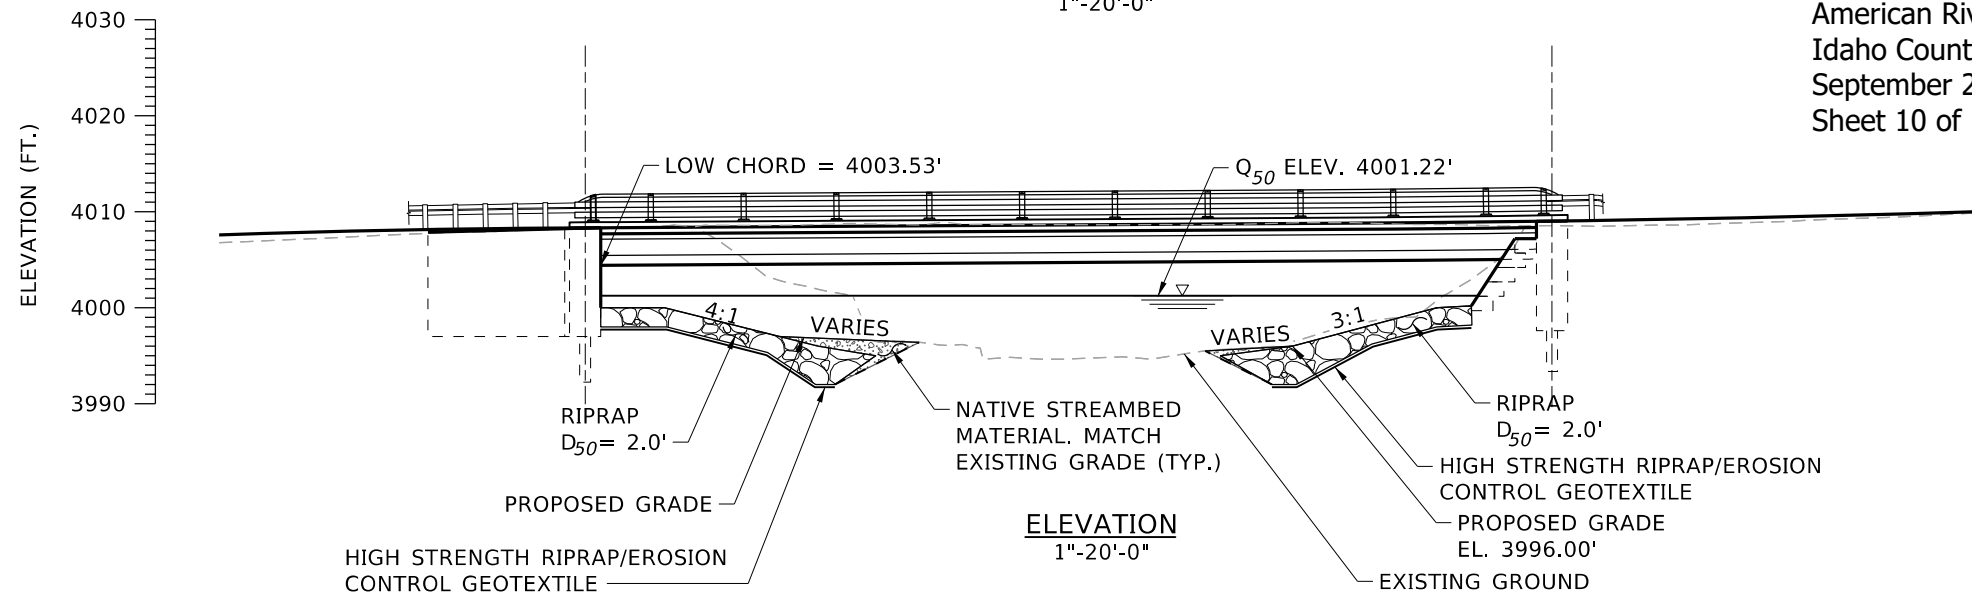 1"-20'-0"
American Riv
Idaho Count
September 2
Sheet 10 of
4030
4020
4010
4000
3990
ELEVATION (FT.)
LOW CHORD = 4003.53'
Q50 ELEV. 4001.22'
4:1
VARIES
VARIES
3:1
RIPRAP
D50= 2.0'
NATIVE STREAMBED
MATERIAL. MATCH
EXISTING GRADE (TYP.)
RIPRAP
D50= 2.0'
HIGH STRENGTH RIPRAP/EROSION
CONTROL GEOTEXTILE
PROPOSED GRADE
PROPOSED GRADE
EL. 3996.00'
HIGH STRENGTH RIPRAP/EROSION
CONTROL GEOTEXTILE
ELEVATION
1"-20'-0"
EXISTING GROUND